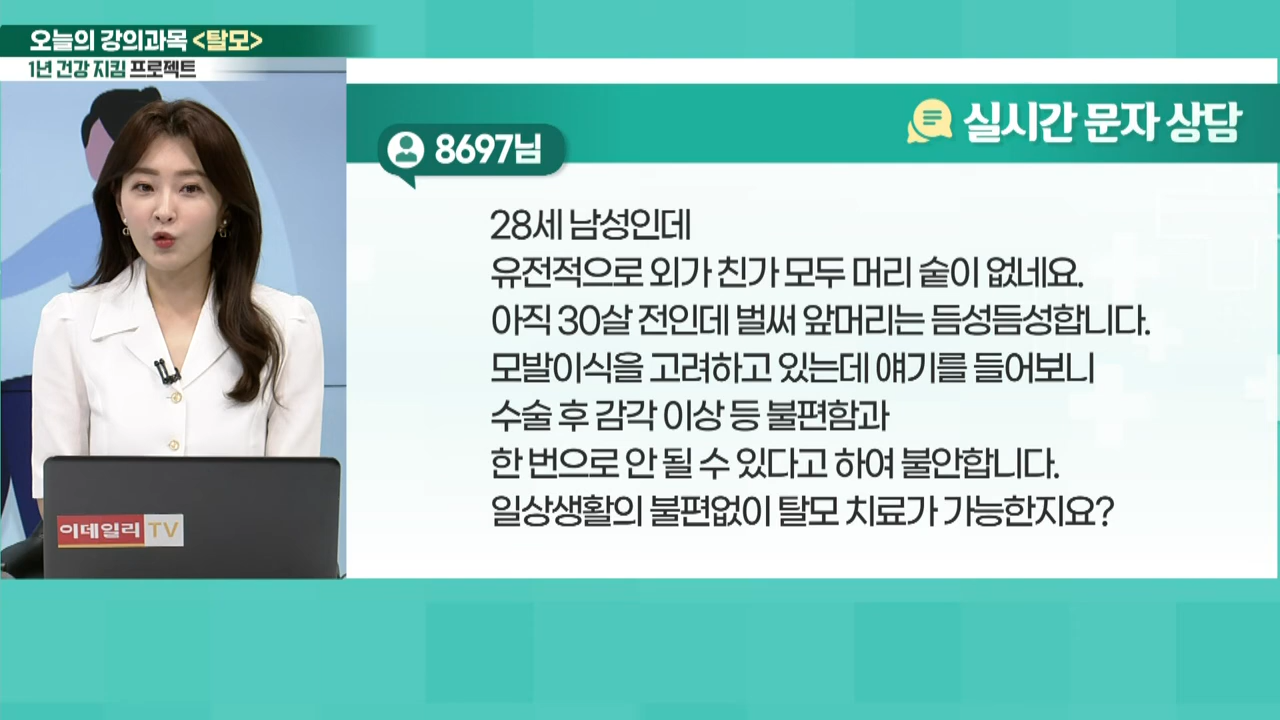 오늘의 강의과목 <탈모>
1년 건강 지킴 프로젝트
실시간 문자 상담
8697님
28세 남성인데
유전적으로 외가 친가 모두 머리 숱이 없네요.
아직 30살 전인데 벌써 앞머리는 듬성듬성합니다.
모발이식을 고려하고 있는데 얘기를 들어보니
수술 후 감각 이상 등 불편함과
한 번으로 안 될 수 있다고 하여 불안합니다.
일상생활의 불편없이 탈모 치료가 가능한지요?
이데일리 TV